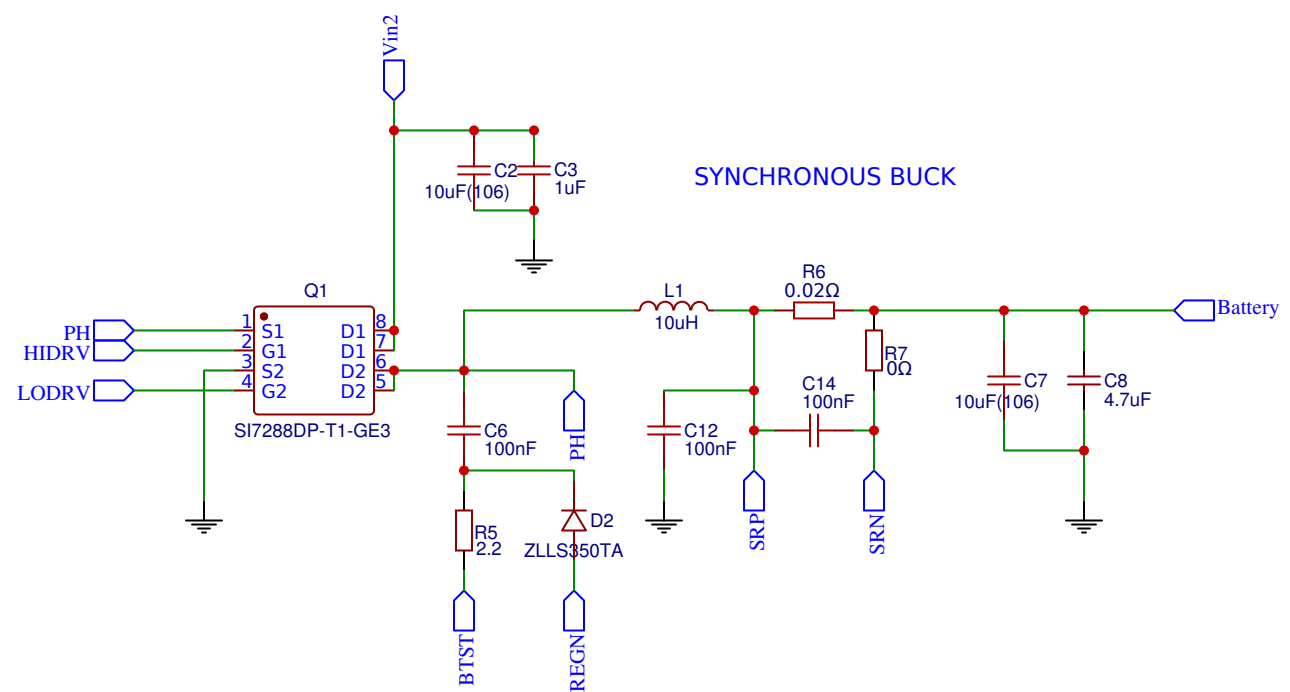 Vin2
C2
10uF(106)
C3
1uF
SYNCHRONOUS BUCK
Q1
PH
HIDRV
LODRV
1
2
3
4
S1
G1
S2
G2
D1
D1
D2
D2
8
7
6
5
SI7288DP-T1-GE3
L1
10uH
R6
0.02Ω
Battery
R7
0Ω
C14
100nF
C7
10uF(106)
C8
4.7uF
C6
100nF
PH
C12
100nF
SRP
SRN
R5
2.2
D2
ZLLS350TA
BTST
REGN